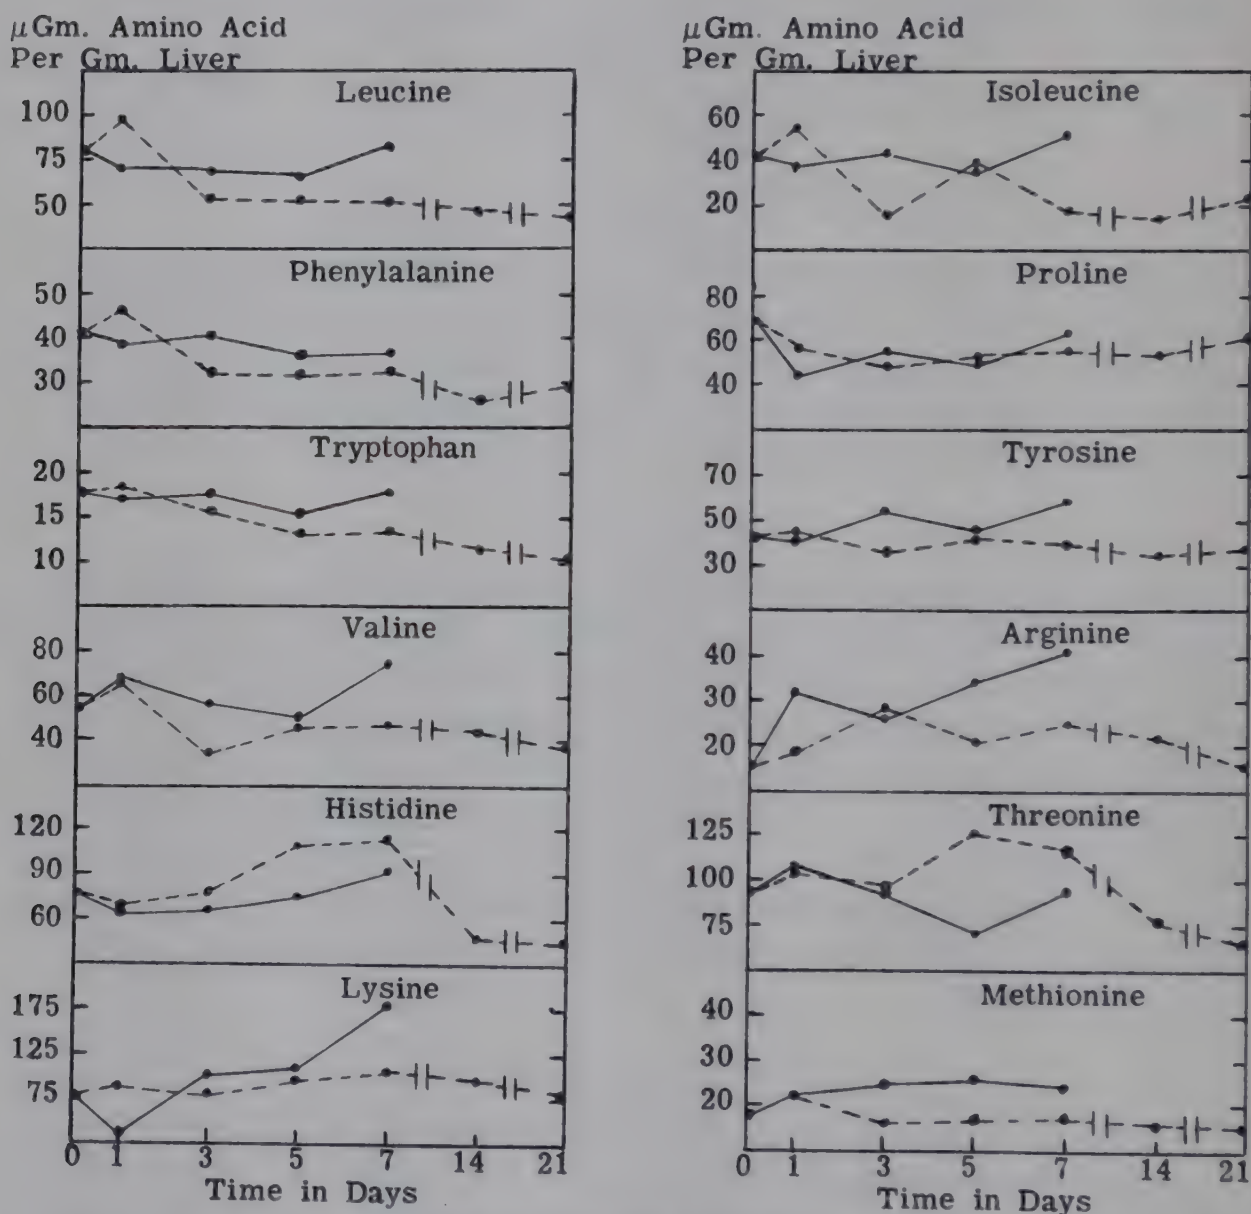 μGm. Amino Acid
Per Gm. Liver
Leucine
100
75
50
Phenylalanine
50
40
30
Tryptophan
20
15
10
Valine
80
60
40
Histidine
120
90
60
Lysine
175
125
75
0 1 3 5 7 14 21
Time in Days
μGm. Amino Acid
Per Gm. Liver
Isoleucine
60
40
20
Proline
80
60
40
Tyrosine
70
50
30
Arginine
40
30
20
Threonine
125
100
75
Methionine
40
30
20
0 1 3 5 7 14 21
Time in Days